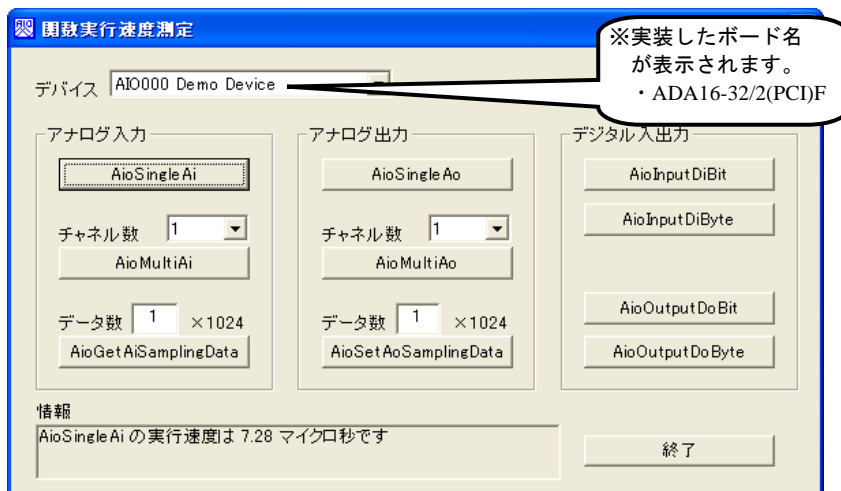 関数実行速度測定
※実装したボード名
が表示されます。
・ADA16-32/2(PCI)F
デバイス AIO000 Demo Device
アナログ入力
AioSingleAi
チャネル数 1
AioMultiAi
データ数 1 ×1024
AioGetAiSamplingData
アナログ出力
AioSingleAo
チャネル数 1
AioMultiAo
データ数 1 ×1024
AioSetAoSamplingData
デジタル入出力
AioInputDiBit
AioInputDiByte
AioOutputDoBit
AioOutputDoByte
情報
AioSingleAi の実行速度は 7.28 マイクロ秒です
終了